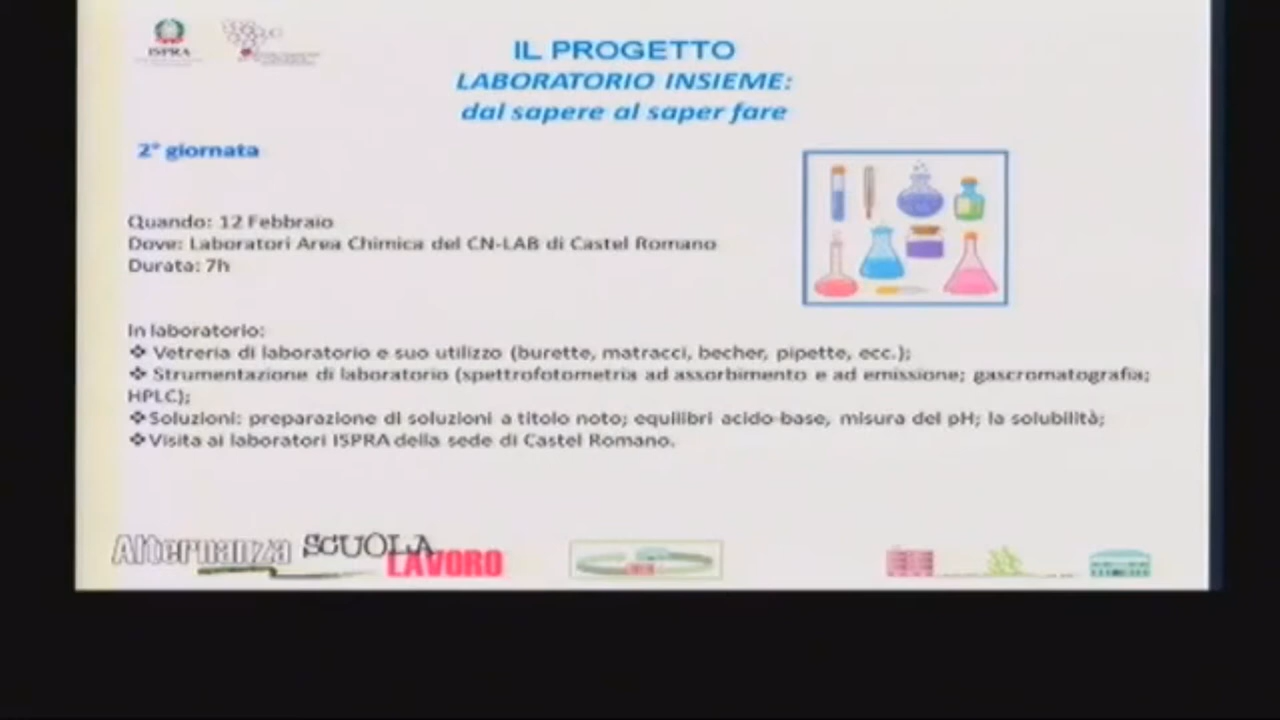 ISPRA
IL PROGETTO
LABORATORIO INSIEME:
dal sapere al saper fare
2° giornata
Quando: 12 Febbraio
Dove: Laboratori Area Chimica del CN-LAB di Castel Romano
Durata: 7h
In laboratorio:
❖ Vetreria di laboratorio e suo utilizzo (burette, matracci, becher, pipette, ecc.);
❖ Strumentazione di laboratorio (spettrofotometria ad assorbimento e ad emissione; gascromatografia;
HPLC);
❖Soluzioni: preparazione di soluzioni a titolo noto; equilibri acido-base, misura del pH; la solubilità;
❖Visita ai laboratori ISPRA della sede di Castel Romano.
Alternanza SCUOLA
LAVORO